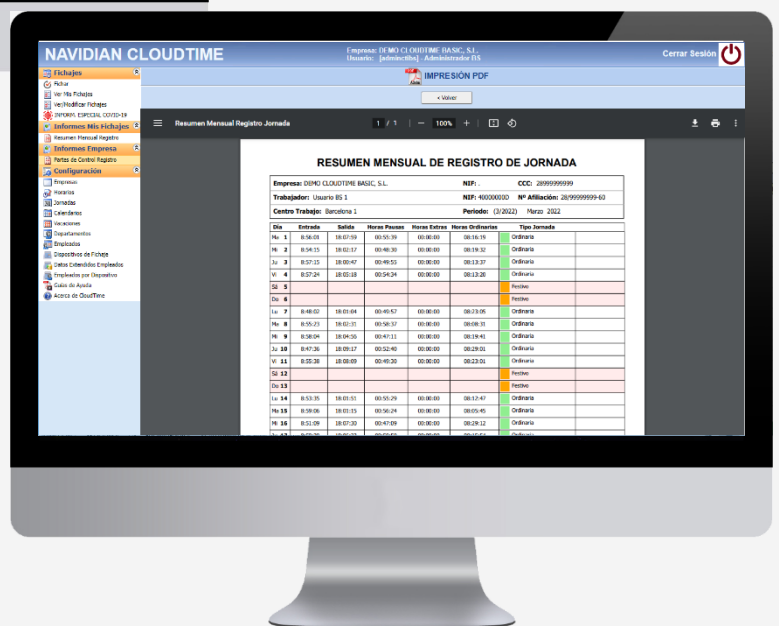 NAVIDIAN CLOUDTIME
Empresa: DEMO CLOUDTIME BASIC, S.L.
Usuario: [adminctbs] Administrador BS
Cerrar Sesión
Fichajes
Fichar
Ver Mis Fichajes
Ver/Modificar Fichajes
INFORM. ESPECIAL COVID-19
Informes Mis Fichajes
Resumen Mensual Registro
Informes Empresa
Partes de Control Registro
Configuración
Empresas
Horarios
Jornadas
Calendarios
Vacaciones
Departamentos
Empleados
Dispositivos de Fichaje
Datos Extendidos Empleados
Empleados por Dispositivo
Guías de Ayuda
Acerca de CloudTime
IMPRESIÓN PDF
< Volver
Resumen Mensual Registro Jornada 1 / 1 — 100% +
RESUMEN MENSUAL DE REGISTRO DE JORNADA
Empresa: DEMO CLOUDTIME BASIC, S.L. NIF: . CCC: 28999999999
Trabajador: Usuario BS 1 NIF: 40000000D Nº Afiliación: 28/99999999-60
Centro Trabajo: Barcelona 1 Periodo: (3/2022) Marzo 2022
Día Entrada Salida Horas Pausas Horas Extras Horas Ordinarias Tipo Jornada
Ma 1 8:56:01 18:07:59 00:55:39 00:00:00 08:16:19 Ordinaria
Mi 2 8:54:15 18:02:17 00:48:30 00:00:00 08:19:32 Ordinaria
Ju 3 8:57:15 18:00:47 00:49:55 00:00:00 08:13:37 Ordinaria
Vi 4 8:57:24 18:05:18 00:54:34 00:00:00 08:13:20 Ordinaria
Sá 5 Festivo
Do 6 Festivo
Lu 7 8:48:02 18:01:04 00:49:57 00:00:00 08:23:05 Ordinaria
Ma 8 8:55:23 18:02:31 00:58:37 00:00:00 08:08:31 Ordinaria
Mi 9 8:58:04 18:04:56 00:47:11 00:00:00 08:19:41 Ordinaria
Ju 10 8:47:36 18:09:17 00:52:40 00:00:00 08:29:01 Ordinaria
Vi 11 8:55:38 18:08:09 00:49:30 00:00:00 08:23:01 Ordinaria
Sá 12 Festivo
Do 13 Festivo
Lu 14 8:53:35 18:01:51 00:55:29 00:00:00 08:12:47 Ordinaria
Ma 15 8:59:06 18:01:15 00:56:24 00:00:00 08:05:45 Ordinaria
Mi 16 8:51:09 18:07:30 00:47:09 00:00:00 08:29:12 Ordinaria